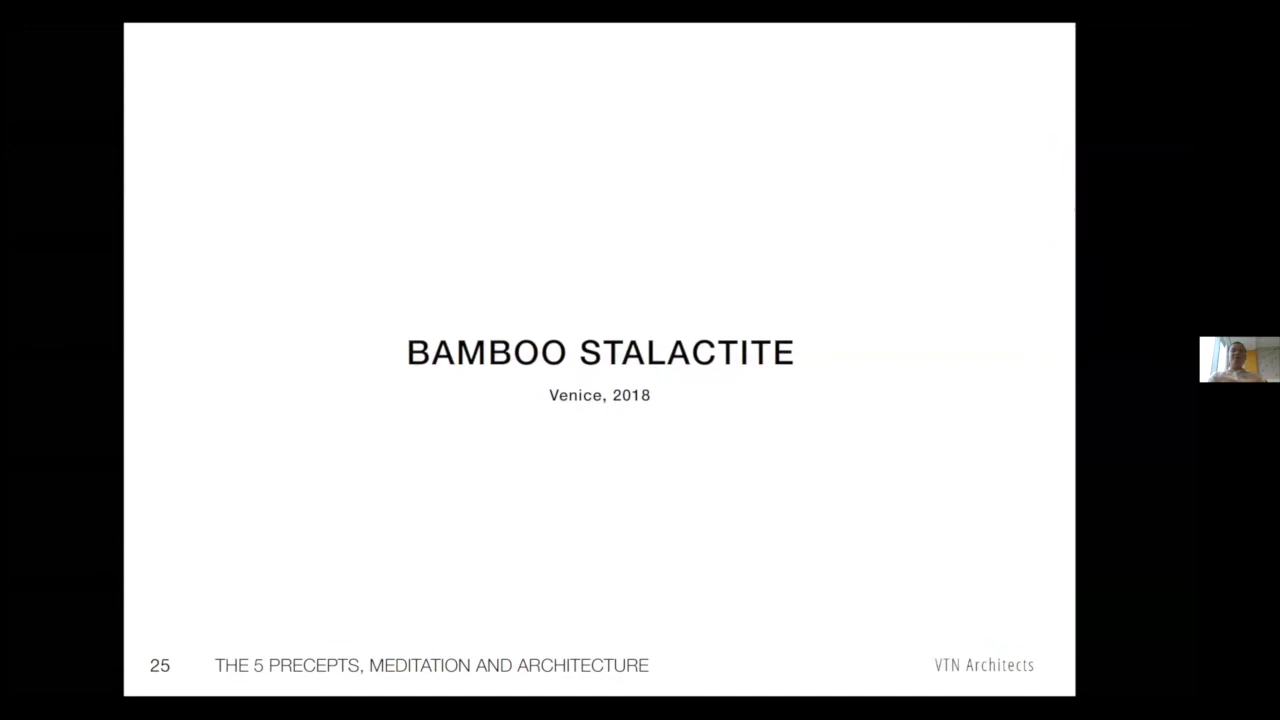 BAMBOO STALACTITE
Venice, 2018
25 THE 5 PRECEPTS, MEDITATION AND ARCHITECTURE VTN Architects